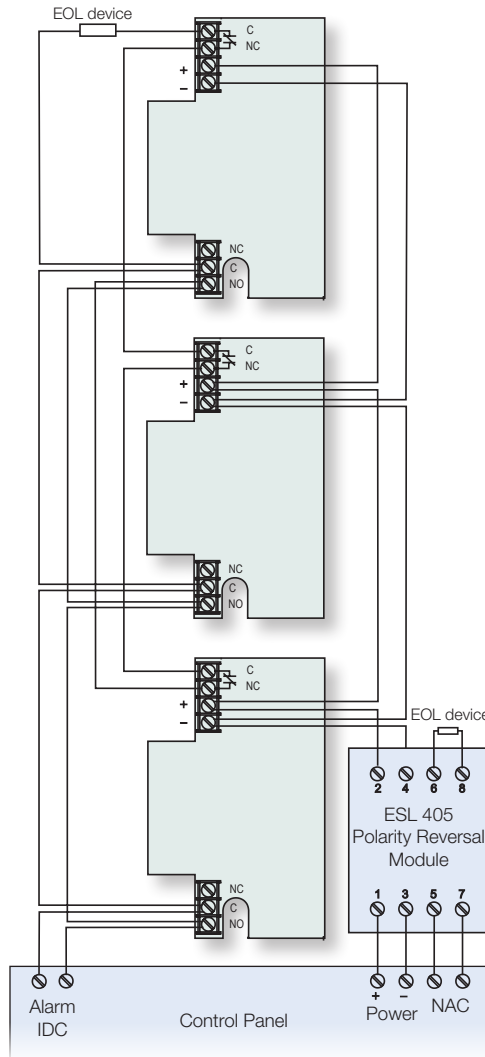 EOL device
C
NC
+
−
NC
C
NO
C
NC
+
−
NC
C
NO
C
NC
+
−
EOL device
2 4 6 8
ESL 405
Polarity Reversal
Module
NC
C
NO
1 3 5 7
Alarm
IDC
Control Panel
+ −
Power NAC